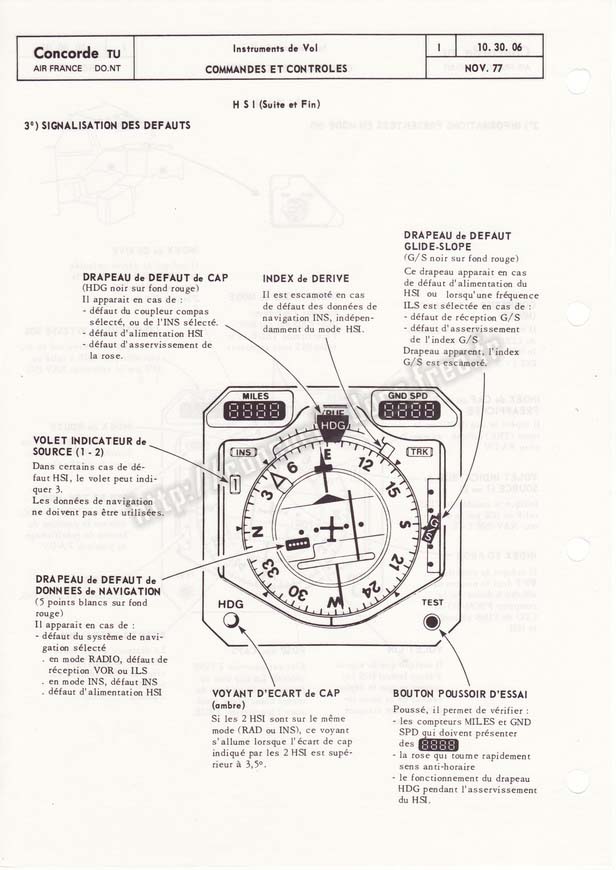 Concorde TU
AIR FRANCE DO.NT
Instruments de Vol
COMMANDES ET CONTROLES
I
10. 30. 06
NOV. 77
H S I (Suite et Fin)
3°) SIGNALISATION DES DEFAUTS
DRAPEAU de DEFAUT
GLIDE-SLOPE
(G/S noir sur fond rouge)
Ce drapeau apparait en cas
de défaut d'alimentation du
HSI ou lorsqu'une fréquence
ILS est sélectée en cas de :
- défaut de réception G/S
- défaut d'asservissement
de l'index G/S
Drapeau apparent, l'index
G/S est escamoté.
DRAPEAU de DEFAUT de CAP
(HDG noir sur fond rouge)
Il apparait en cas de :
- défaut du coupleur compas
sélecté, ou de l'INS sélecté.
- défaut d'alimentation HSI
- défaut d'asservissement de
la rose.
INDEX de DERIVE
Il est escamoté en cas
de défaut des données de
navigation INS, indépen-
damment du mode HSI.
MILES
8888
GND SPD
8888
HDG
INS
TRK
1
E
12
15
S
24
W
30
33
N
3
6
G/S
HDG
TEST
VOLET INDICATEUR de
SOURCE (1 - 2)
Dans certains cas de dé-
faut HSI, le volet peut indi-
quer 3.
Les données de navigation
ne doivent pas être utilisées.
DRAPEAU de DEFAUT de
DONNEES de NAVIGATION
(5 points blancs sur fond
rouge)
Il apparait en cas de :
- défaut du système de navi-
gation sélecté
. en mode RADIO, défaut de
réception VOR ou ILS
. en mode INS, défaut INS
. défaut d'alimentation HSI
VOYANT D'ECART de CAP
(ambre)
Si les 2 HSI sont sur le même
mode (RAD ou INS), ce voyant
s'allume lorsque l'écart de cap
indiqué par les 2 HSI est supé-
rieur à 3,5°.
BOUTON POUSSOIR D'ESSAI
Poussé, il permet de vérifier :
- les compteurs MILES et GND
SPD qui doivent présenter
des 8888
- la rose qui tourne rapidement
sens anti-horaire
- le fonctionnement du drapeau
HDG pendant l'asservissement
du HSI.